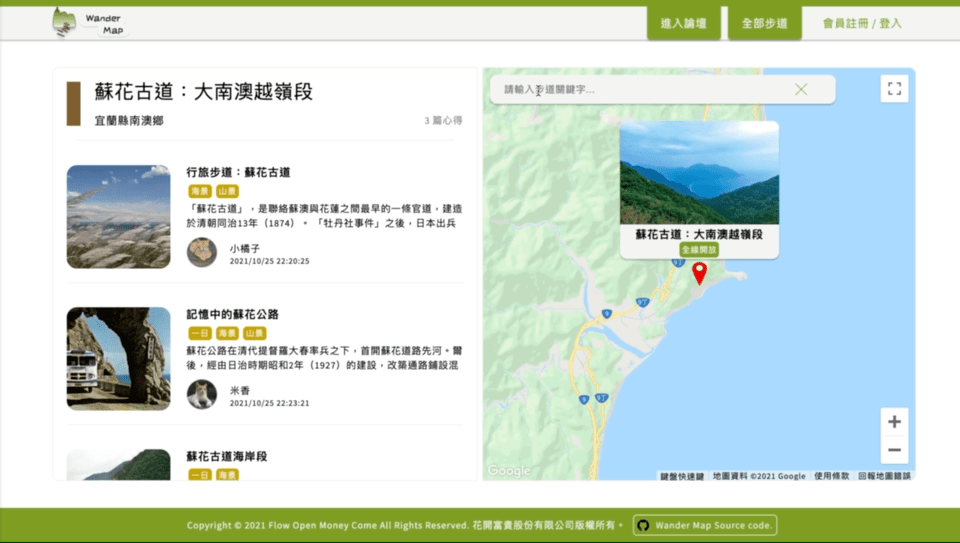 Wander
Map
進入論壇
全部步道
會員註冊 / 登入
蘇花古道：大南澳越嶺段
宜蘭縣南澳鄉
3 篇心得
行旅步道：蘇花古道
海景 山景
「蘇花古道」，是聯絡蘇澳與花蓮之間最早的一條官道，建造
於清朝同治13年（1874）。「牡丹社事件」之後，日本出兵
小橘子
2021/10/25 22:20:25
記憶中的蘇花公路
一日 海景 山景
蘇花公路在清代提督羅大春率兵之下，首開蘇花道路先河。爾
後，經由日治時期昭和2年（1927）的建設，改築通路鋪設混
米香
2021/10/25 22:23:21
蘇花古道海岸段
一日 海景
請輸入步道關鍵字...
蘇花古道：大南澳越嶺段
全線開放
9丁
9丁
9
9
9丁
Google
鍵盤快速鍵
地圖資料 ©2021 Google
使用條款
回報地圖錯誤
Copyright © 2021 Flow Open Money Come All Rights Reserved. 花開富貴股份有限公司版權所有。
Wander Map Source code.